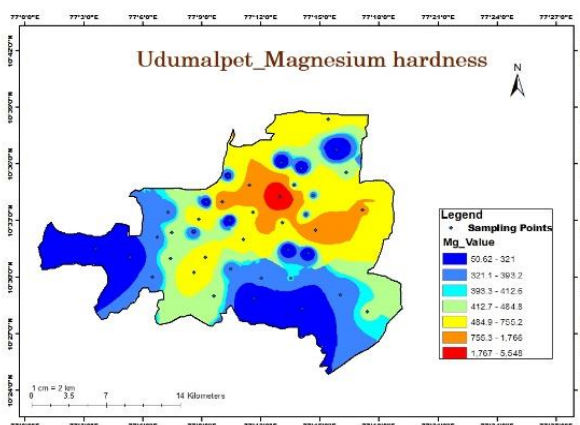 77°0'0"E 77°3'0"E 77°6'0"E 77°9'0"E 77°12'0"E 77°15'0"E 77°18'0"E 77°21'0"E 77°24'0"E 77°27'0"E
Udumalpet_Magnesium hardness
N
Legend
Sampling Points
Mg_Value
50.62 - 321
321.1 - 393.2
393.3 - 412.6
412.7 - 484.8
484.9 - 755.2
755.3 - 1,766
1,767 - 5,548
1 cm = 2 km
0 3.5 7 14 Kilometers